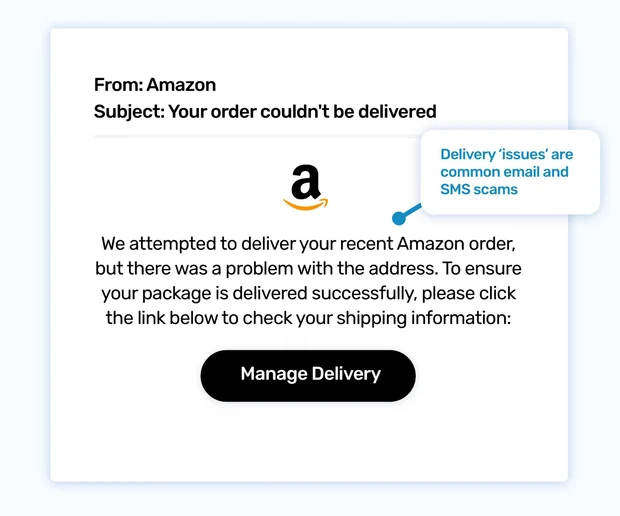 From: Amazon
Subject: Your order couldn't be delivered
Delivery ‘issues’ are
common email and
SMS scams
a
We attempted to deliver your recent Amazon order,
but there was a problem with the address. To ensure
your package is delivered successfully, please click
the link below to check your shipping information:
Manage Delivery